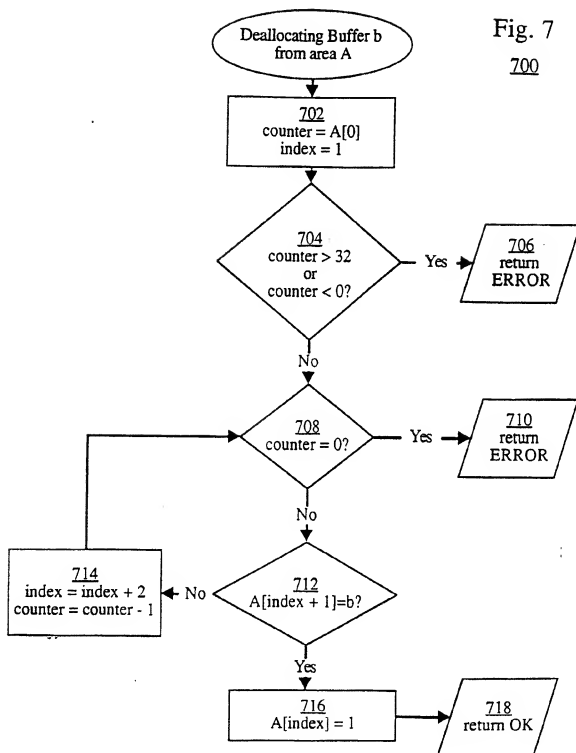 Deallocating Buffer b
from area A
Fig. 7
700
702
counter = A[0]
index = 1
704
counter > 32
or
counter < 0?
Yes
706
return
ERROR
No
708
counter = 0?
Yes
710
return
ERROR
No
714
index = index + 2
counter = counter - 1
No
712
A[index + 1]=b?
Yes
716
A[index] = 1
718
return OK